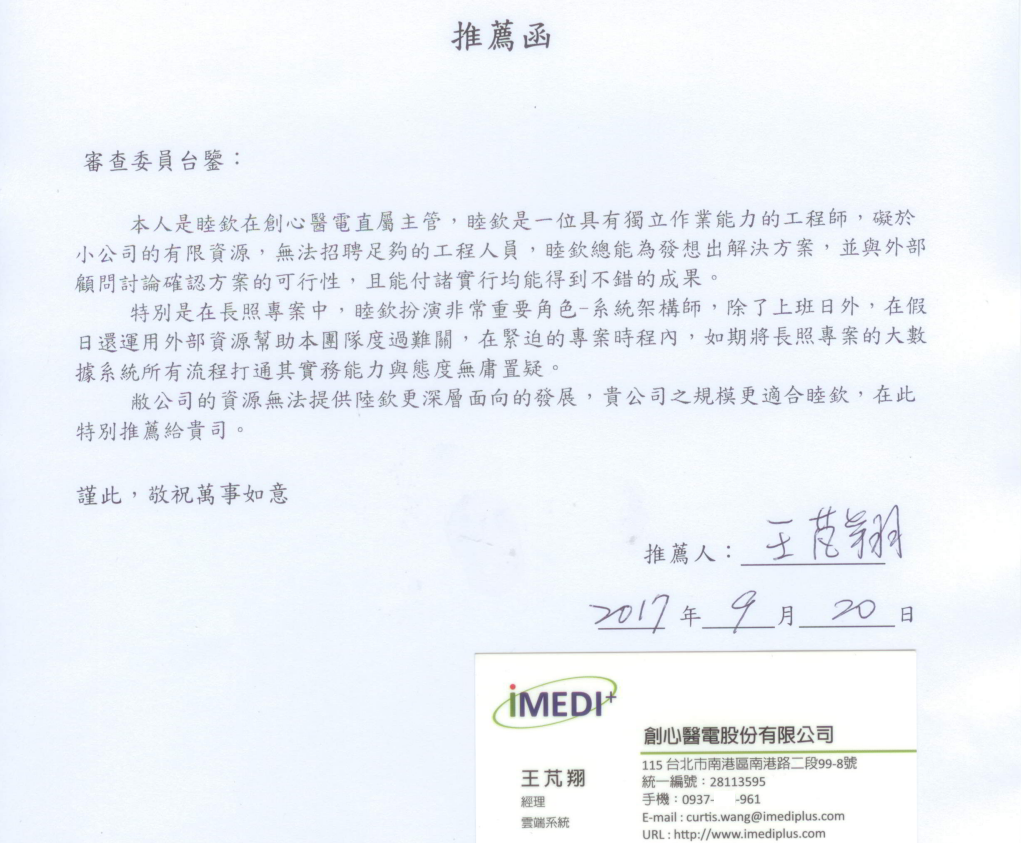 推薦函
審查委員台鑒：
本人是睦欽在創心醫電直屬主管，睦欽是一位具有獨立作業能力的工程師，礙於
小公司的有限資源，無法招聘足夠的工程人員，睦欽總能為發想出解決方案，並與外部
顧問討論確認方案的可行性，且能付諸實行均能得到不錯的成果。
特別是在長照專案中，睦欽扮演非常重要角色-系統架構師，除了上班日外，在假
日還運用外部資源幫助本團隊度過難關，在緊迫的專案時程內，如期將長照專案的大數
據系統所有流程打通其實務能力與態度無庸置疑。
敝公司的資源無法提供陸欽更深層面向的發展，貴公司之規模更適合睦欽，在此
特別推薦給貴司。
謹此，敬祝萬事如意
推薦人：王芃翔
2017 年 9 月 20 日
iMEDI+
創心醫電股份有限公司
115 台北市南港區南港路二段99-8號
統一編號：28113595
王芃翔
手機：0937- -961
經理
E-mail : curtis.wang@imediplus.com
雲端系統
URL : http://www.imediplus.com